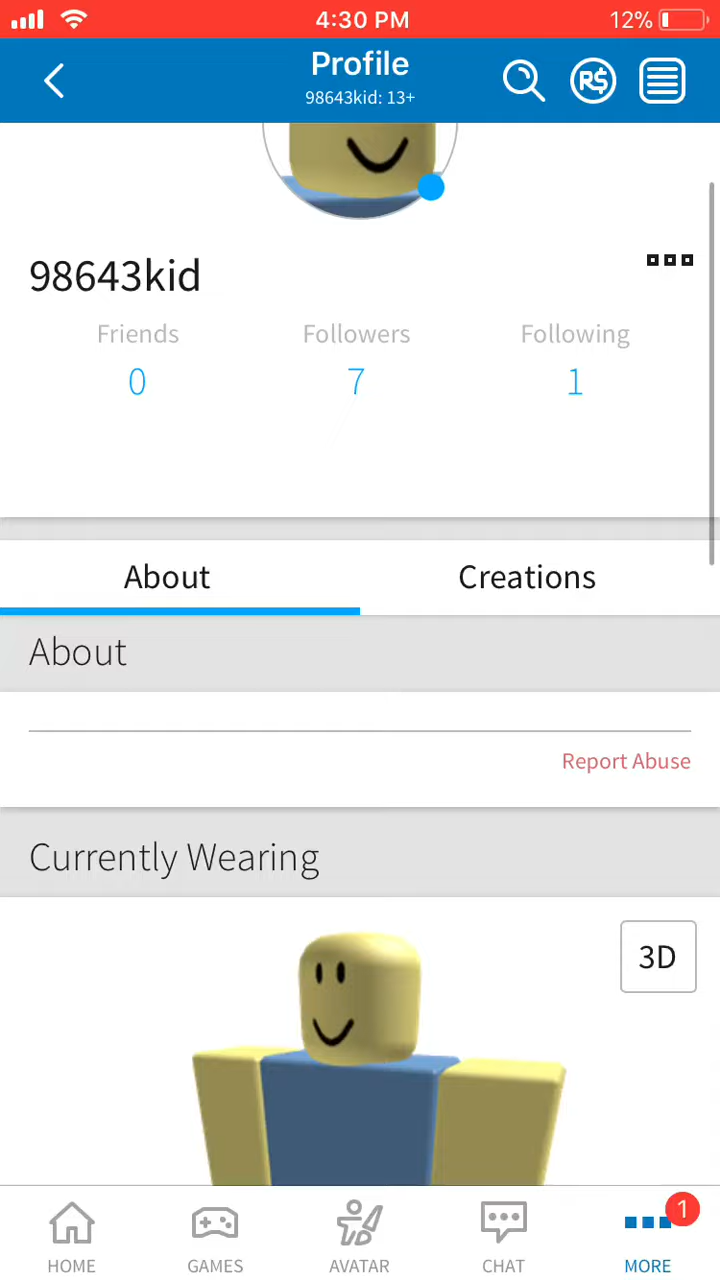 4:30 PM
12%
Profile
98643kid: 13+
R$
98643kid
Friends Followers Following
0 7 1
About Creations
About
Report Abuse
Currently Wearing
3D
1
HOME GAMES AVATAR CHAT MORE